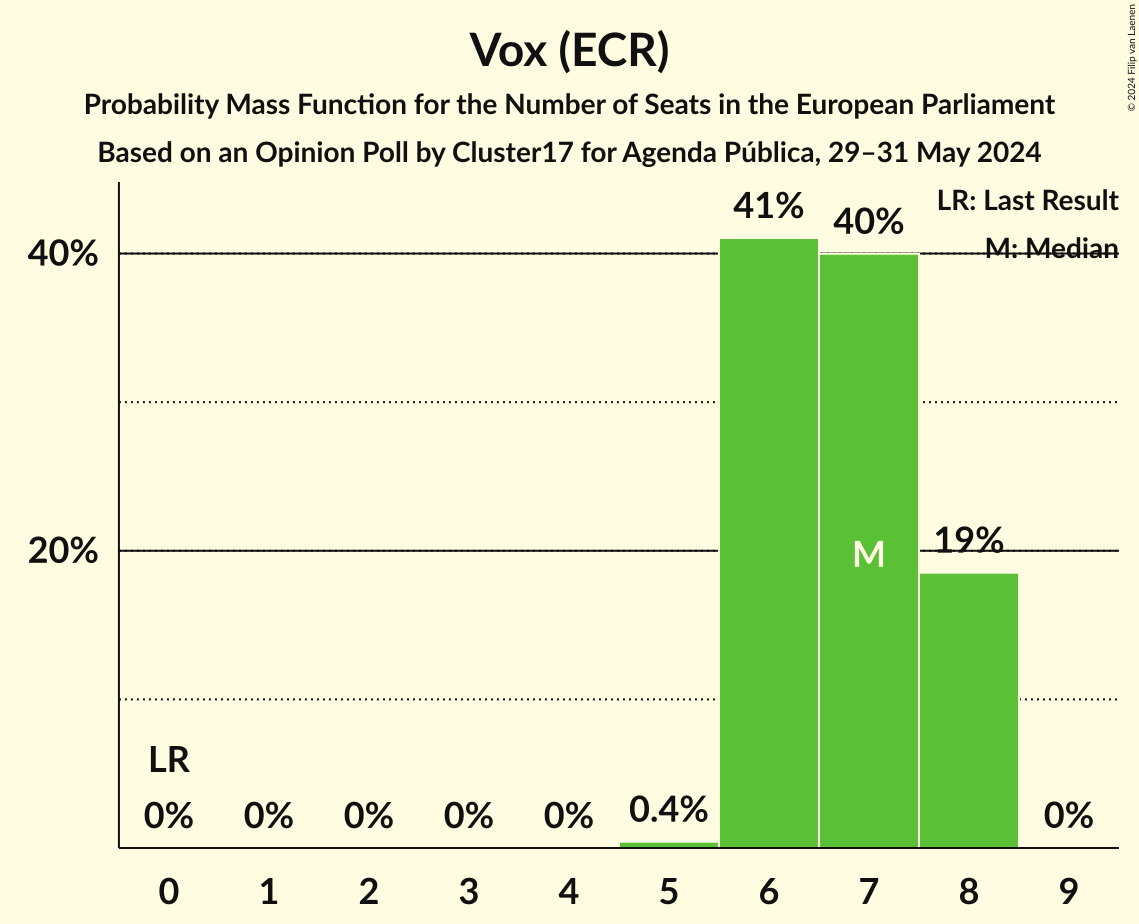 Vox (ECR)
Probability Mass Function for the Number of Seats in the European Parliament
Based on an Opinion Poll by Cluster17 for Agenda Pública, 29–31 May 2024
© 2024 Filip van Laenen
LR: Last Result
M: Median
41%
40%
40%
20%
M
19%
LR
0%
0%
0%
0%
0%
0.4%
0%
0
1
2
3
4
5
6
7
8
9